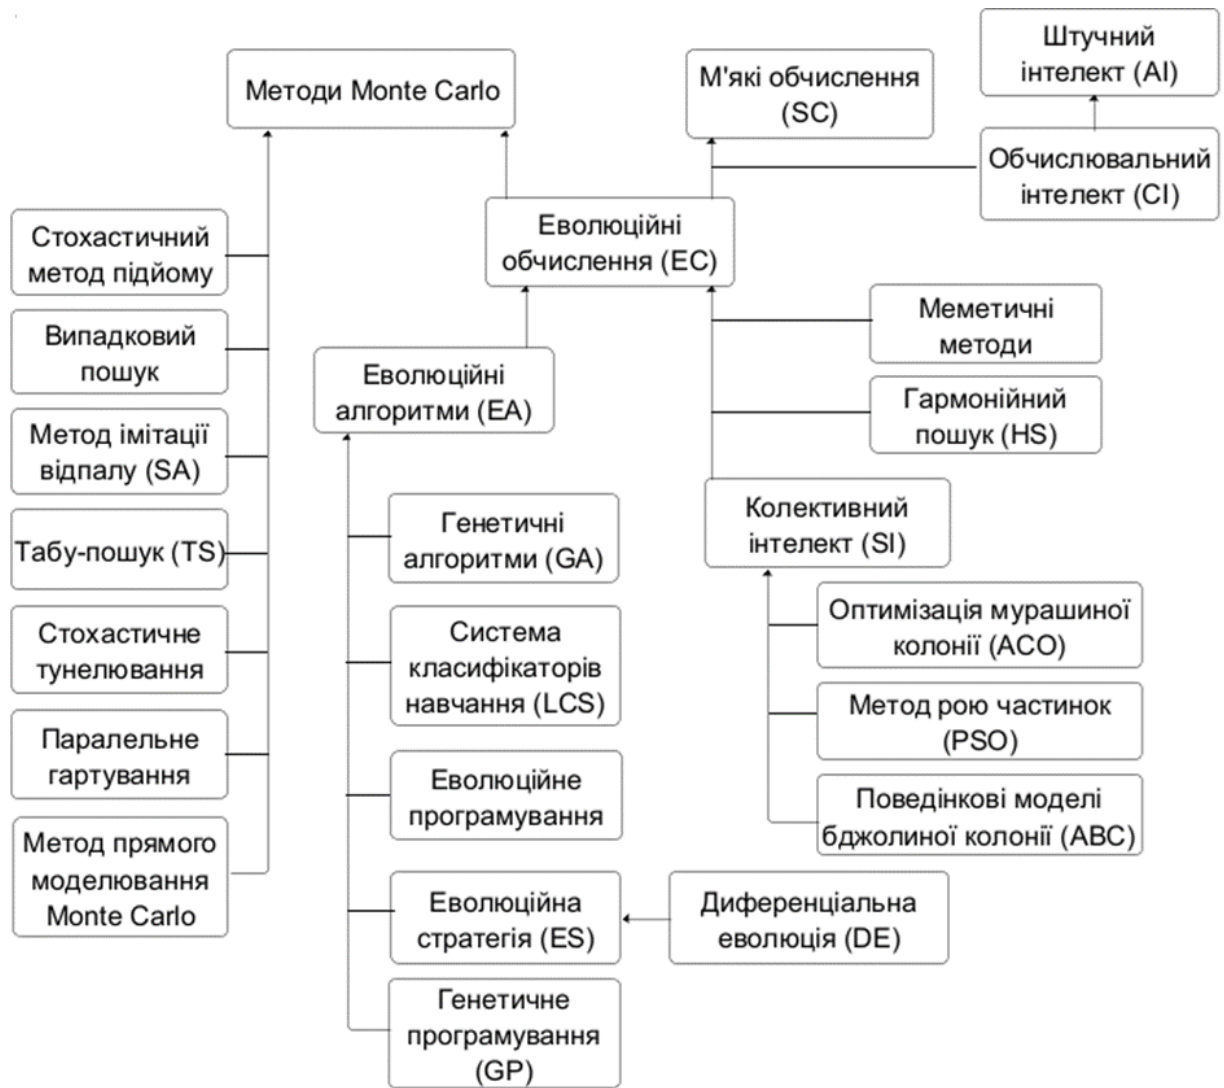 Методи Monte Carlo
М'які обчислення
(SC)
Штучний
інтелект (AI)
Обчислювальний
інтелект (CI)
Еволюційні
обчислення (EC)
Стохастичний
метод підйому
Випадковий
пошук
Метод імітації
відпалу (SA)
Табу-пошук (TS)
Стохастичне
тунелювання
Паралельне
гартування
Метод прямого
моделювання
Monte Carlo
Еволюційні
алгоритми (EA)
Генетичні
алгоритми (GA)
Система
класифікаторів
навчання (LCS)
Еволюційне
програмування
Еволюційна
стратегія (ES)
Диференціальна
еволюція (DE)
Генетичне
програмування
(GP)
Меметичні
методи
Гармонійний
пошук (HS)
Колективний
інтелект (SI)
Оптимізація мурашиної
колонії (ACO)
Метод рою частинок
(PSO)
Поведінкові моделі
бджолиної колонії (ABC)